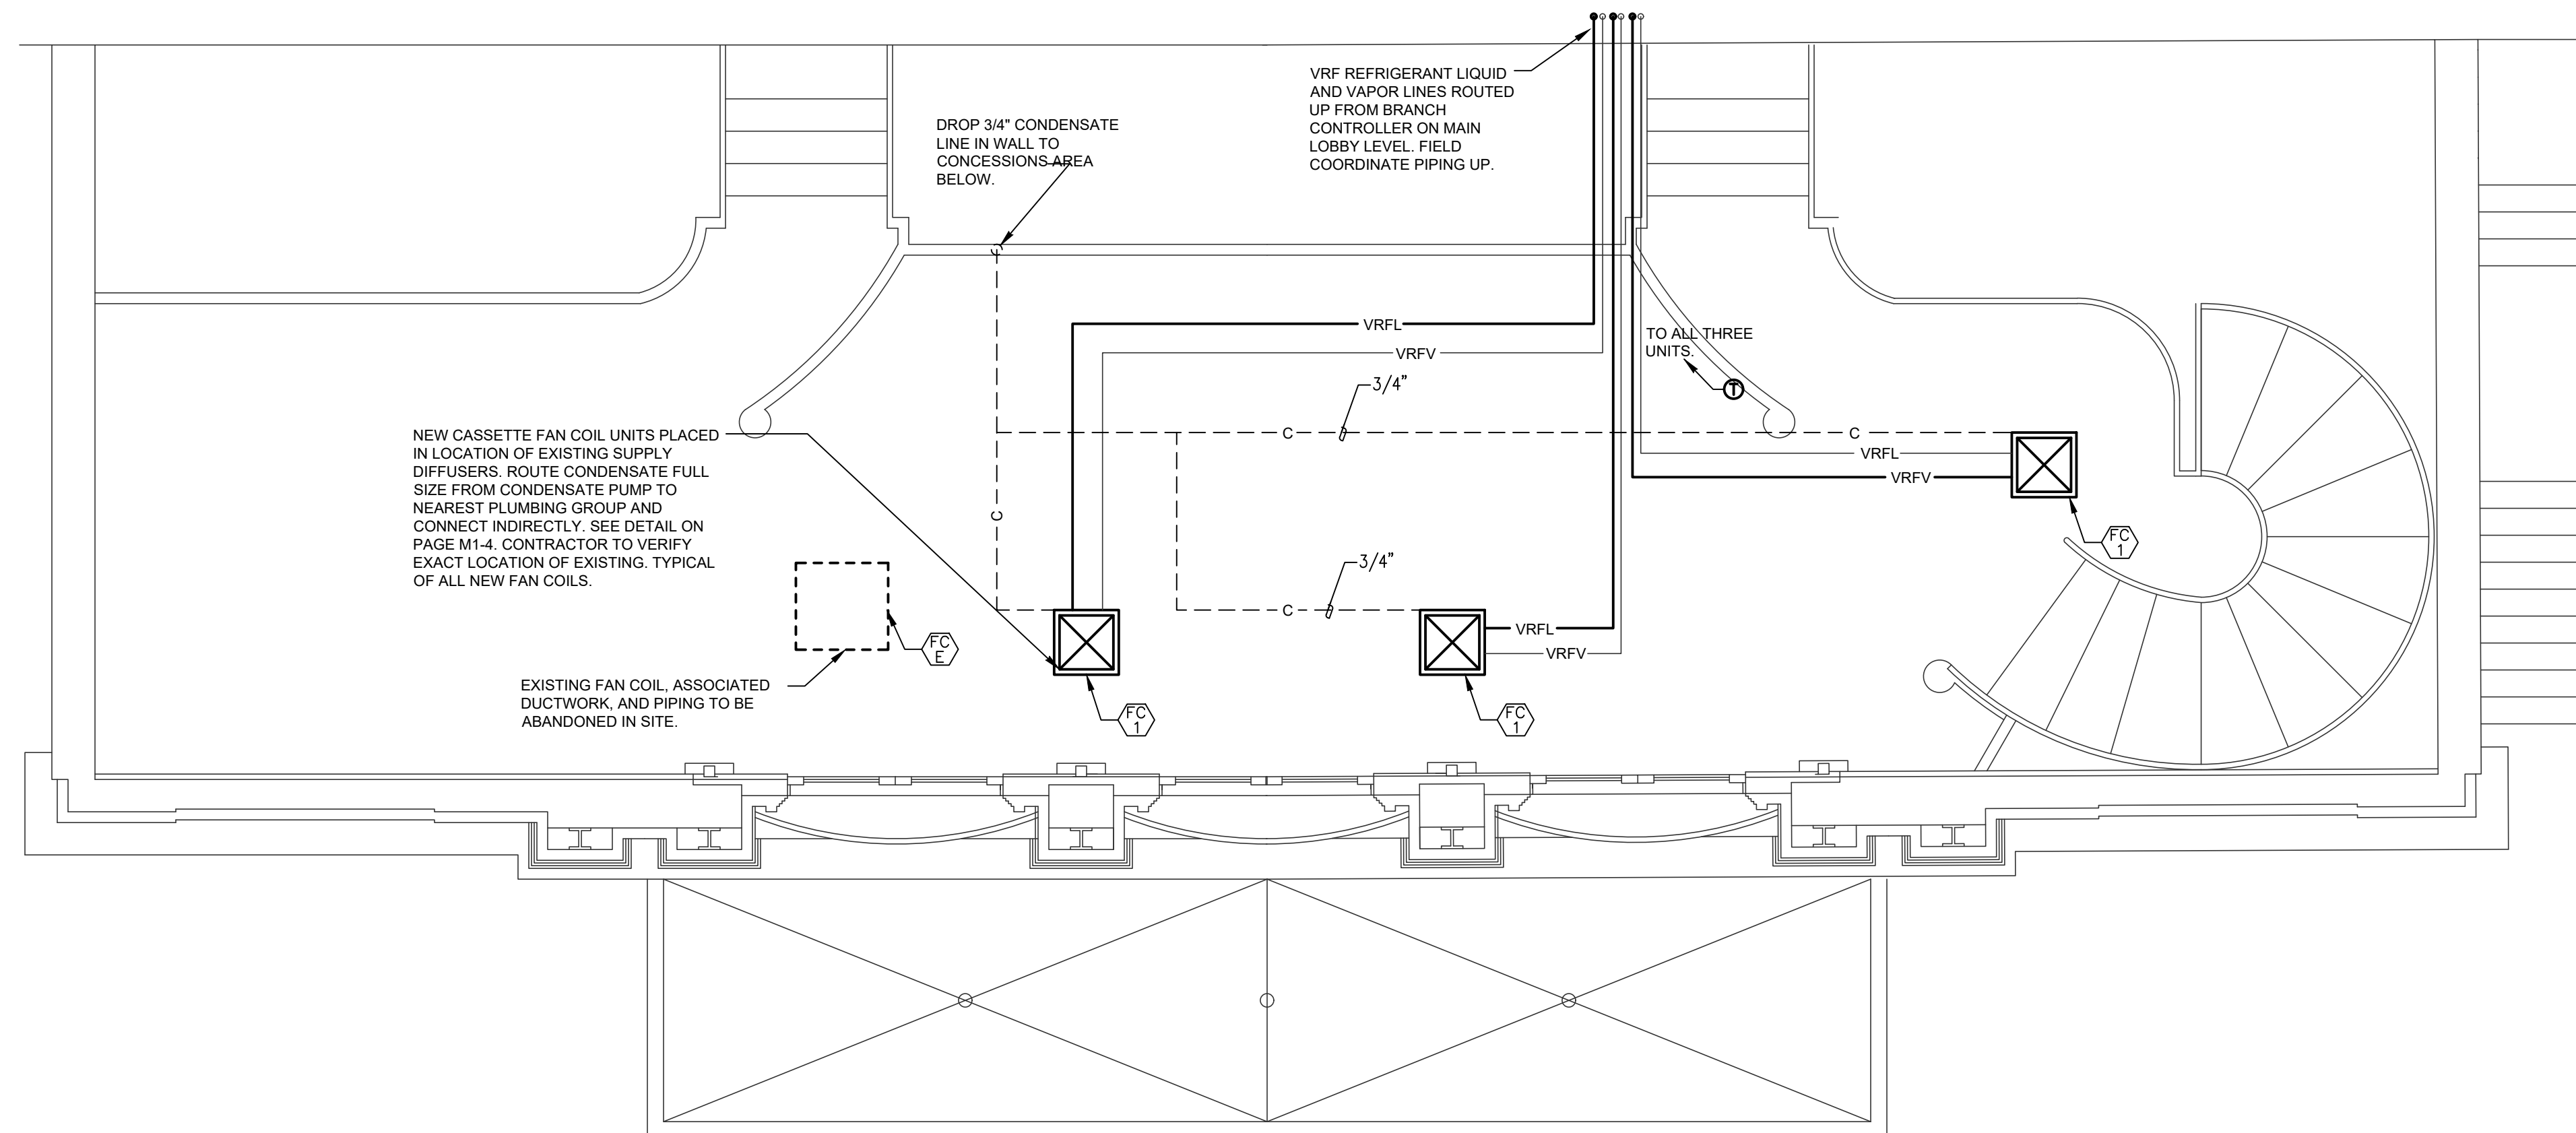 VRF REFRIGERANT LIQUID
AND VAPOR LINES ROUTED
UP FROM BRANCH
CONTROLLER ON MAIN
LOBBY LEVEL. FIELD
COORDINATE PIPING UP.
DROP 3/4" CONDENSATE
LINE IN WALL TO
CONCESSIONS AREA
BELOW.
VRFL
VRFV
TO ALL THREE
UNITS.
T
3/4"
C
C
VRFL
VRFV
NEW CASSETTE FAN COIL UNITS PLACED
IN LOCATION OF EXISTING SUPPLY
DIFFUSERS. ROUTE CONDENSATE FULL
SIZE FROM CONDENSATE PUMP TO
NEAREST PLUMBING GROUP AND
CONNECT INDIRECTLY. SEE DETAIL ON
PAGE M1-4. CONTRACTOR TO VERIFY
EXACT LOCATION OF EXISTING. TYPICAL
OF ALL NEW FAN COILS.
C
FC
1
3/4"
C
VRFL
VRFV
FC
E
EXISTING FAN COIL, ASSOCIATED
DUCTWORK, AND PIPING TO BE
ABANDONED IN SITE.
FC
1
FC
1